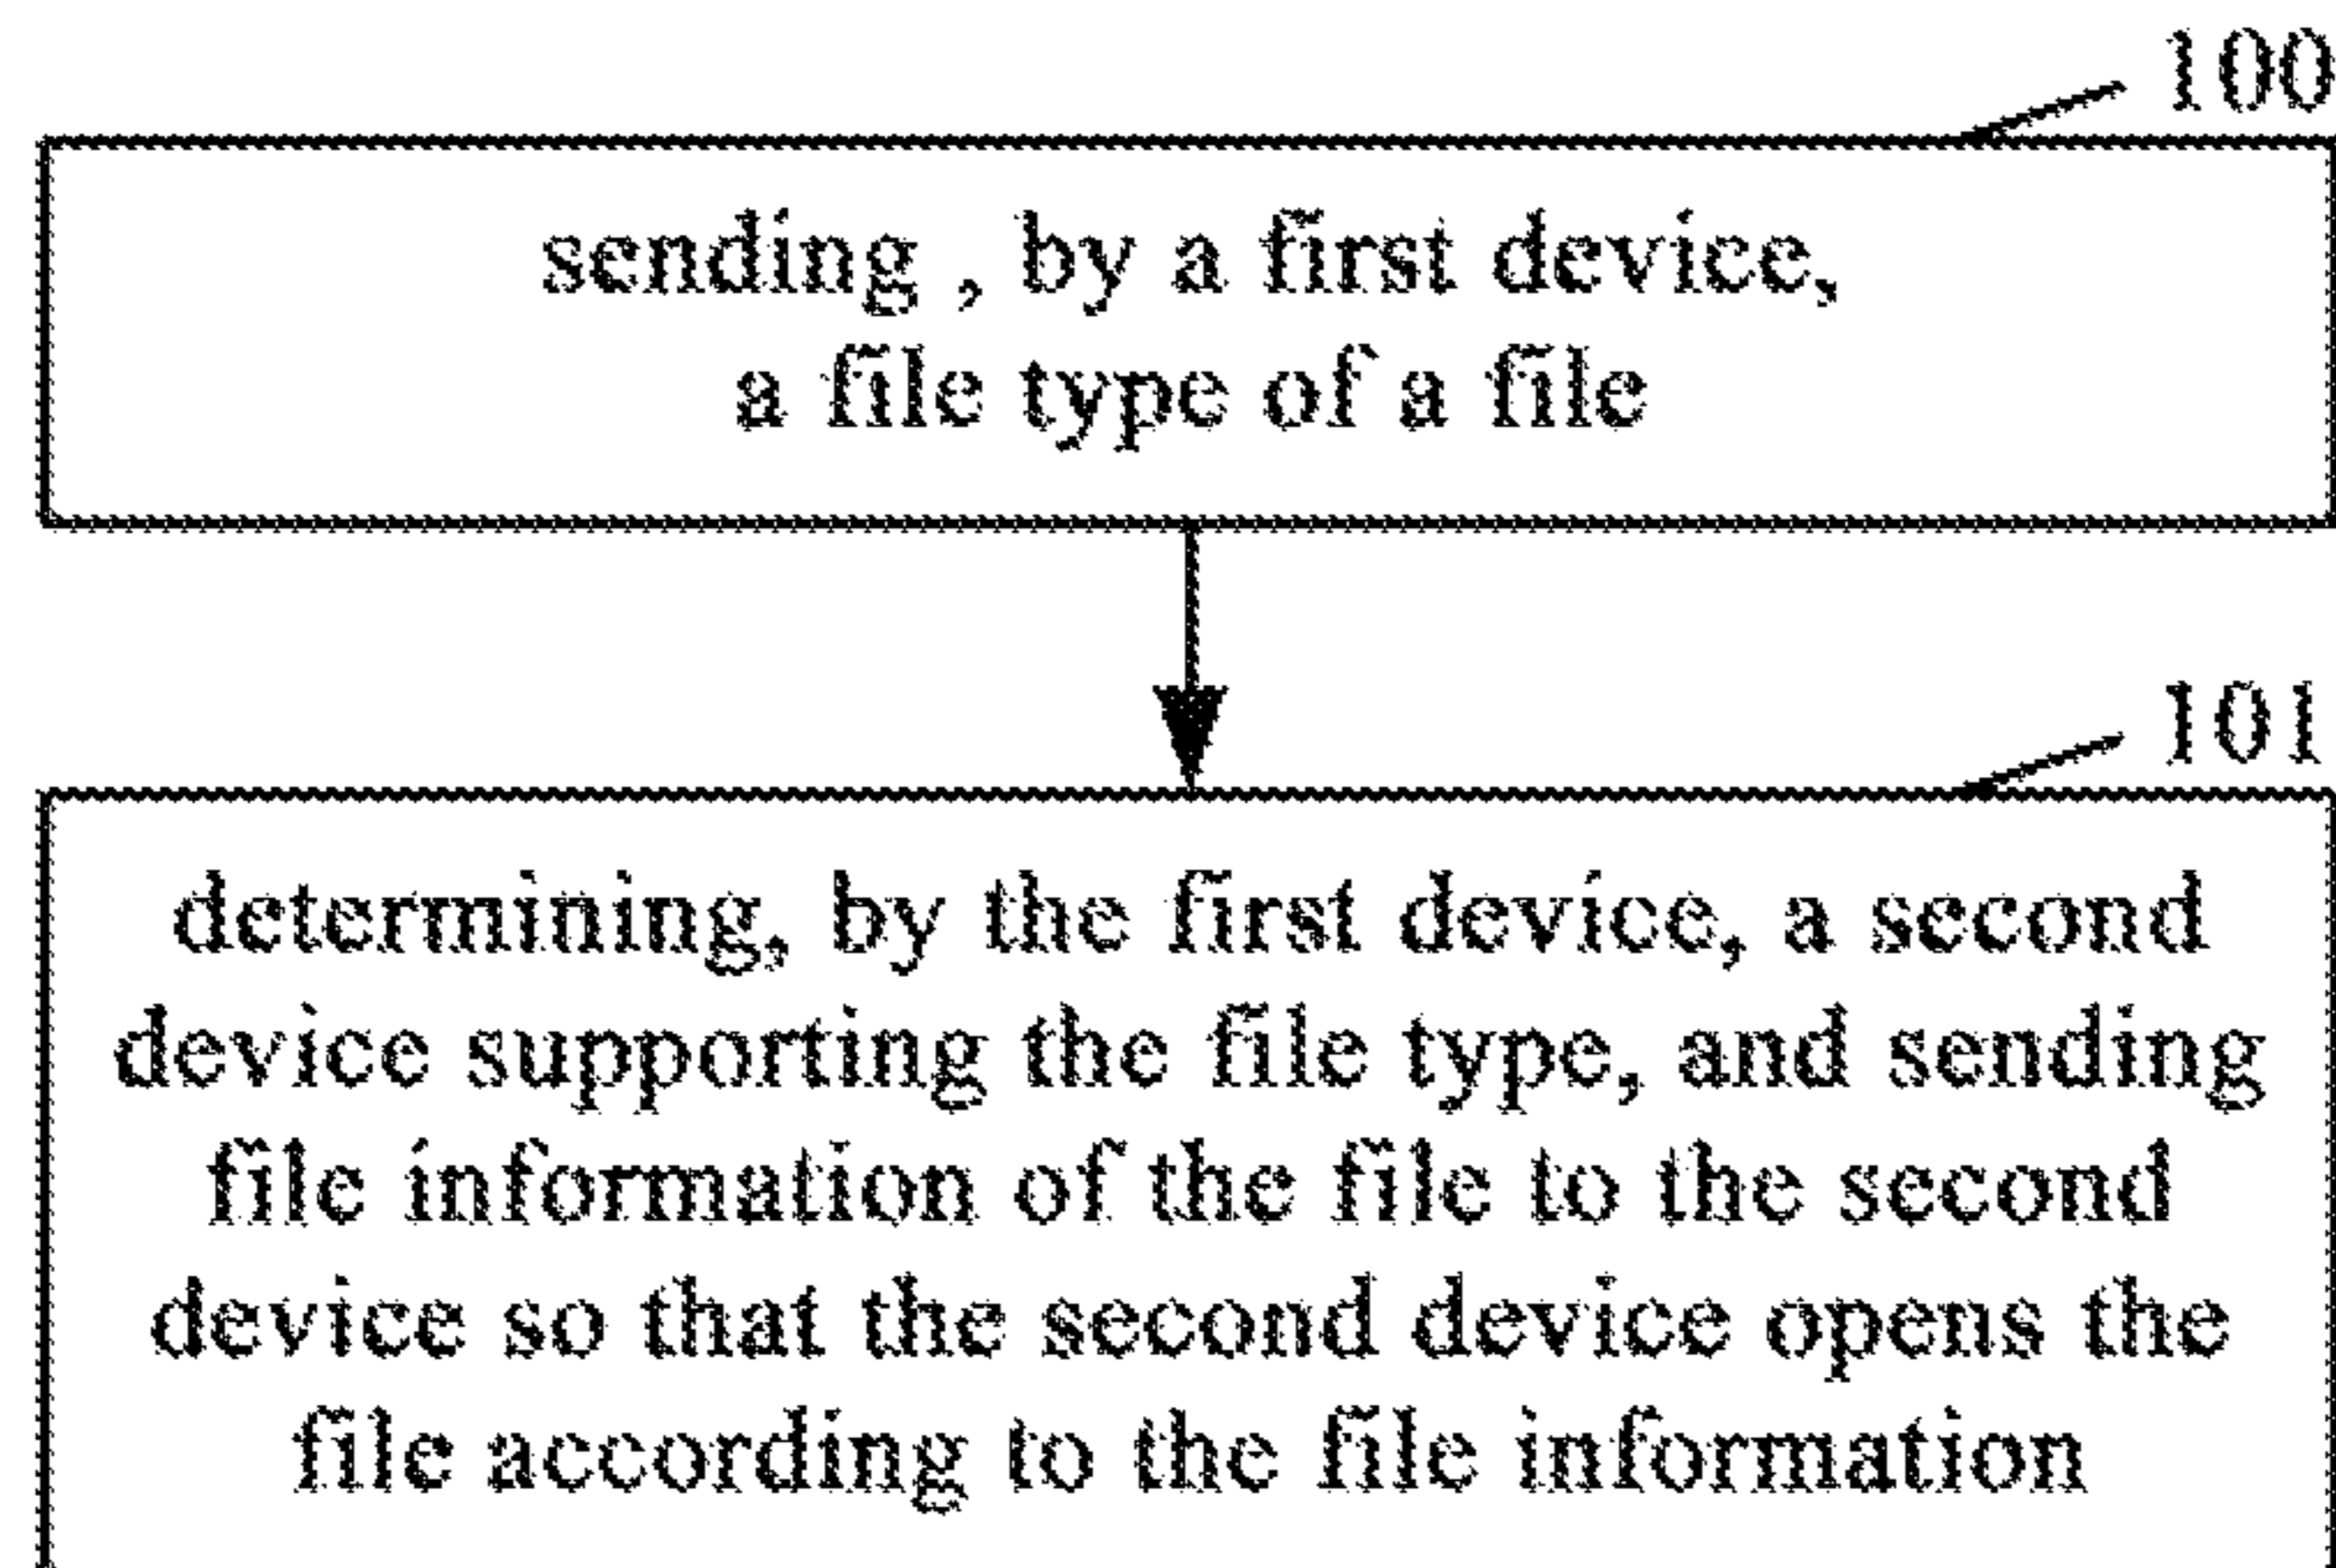 100
sending , by a first device,
a file type of a file
101
determining, by the first device, a second
device supporting the file type, and sending
file information of the file to the second
device so that the second device opens the
file according to the file information